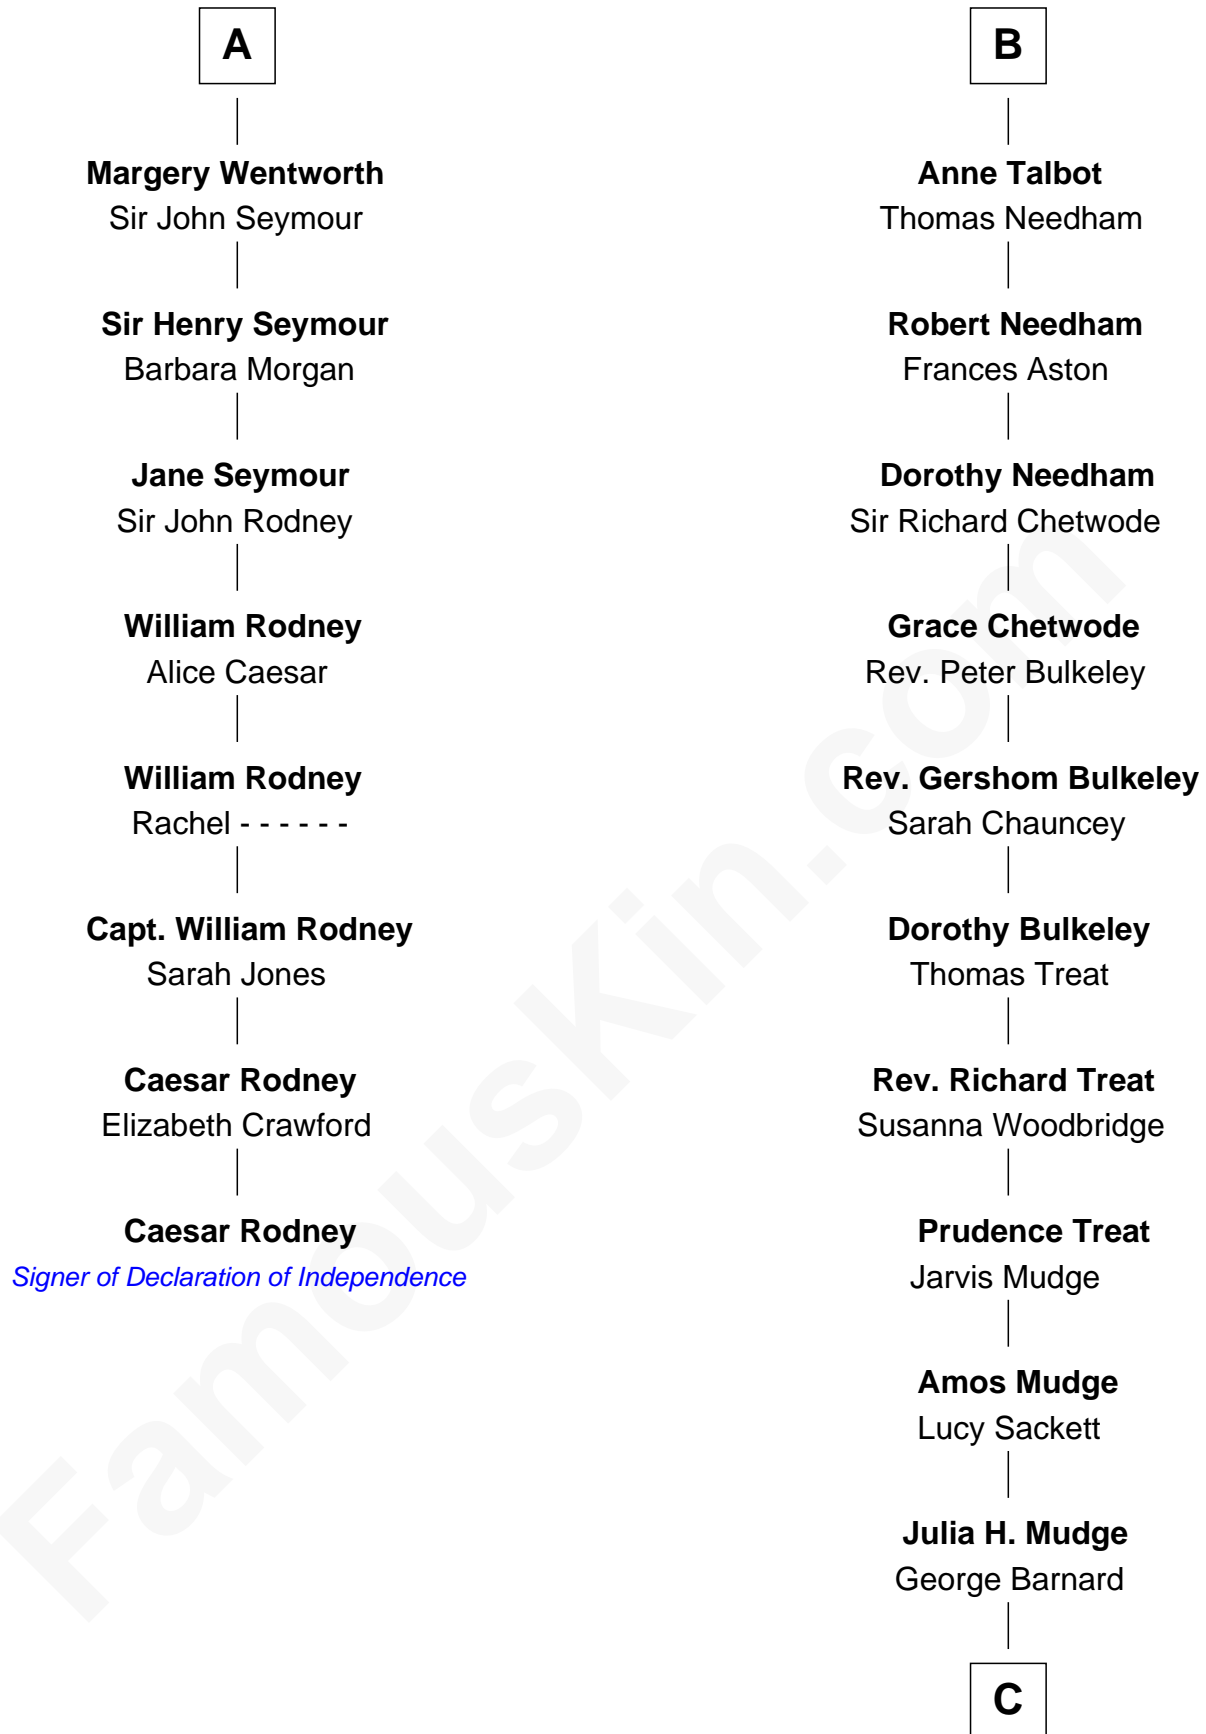 A
Margery Wentworth
Sir John Seymour
Sir Henry Seymour
Barbara Morgan
Jane Seymour
Sir John Rodney
William Rodney
Alice Caesar
William Rodney
Rachel - - - - - -
Capt. William Rodney
Sarah Jones
Caesar Rodney
Elizabeth Crawford
Caesar Rodney
Signer of Declaration of Independence
B
Anne Talbot
Thomas Needham
Robert Needham
Frances Aston
Dorothy Needham
Sir Richard Chetwode
Grace Chetwode
Rev. Peter Bulkeley
Rev. Gershom Bulkeley
Sarah Chauncey
Dorothy Bulkeley
Thomas Treat
Rev. Richard Treat
Susanna Woodbridge
Prudence Treat
Jarvis Mudge
Amos Mudge
Lucy Sackett
Julia H. Mudge
George Barnard
C
FamousKin.com